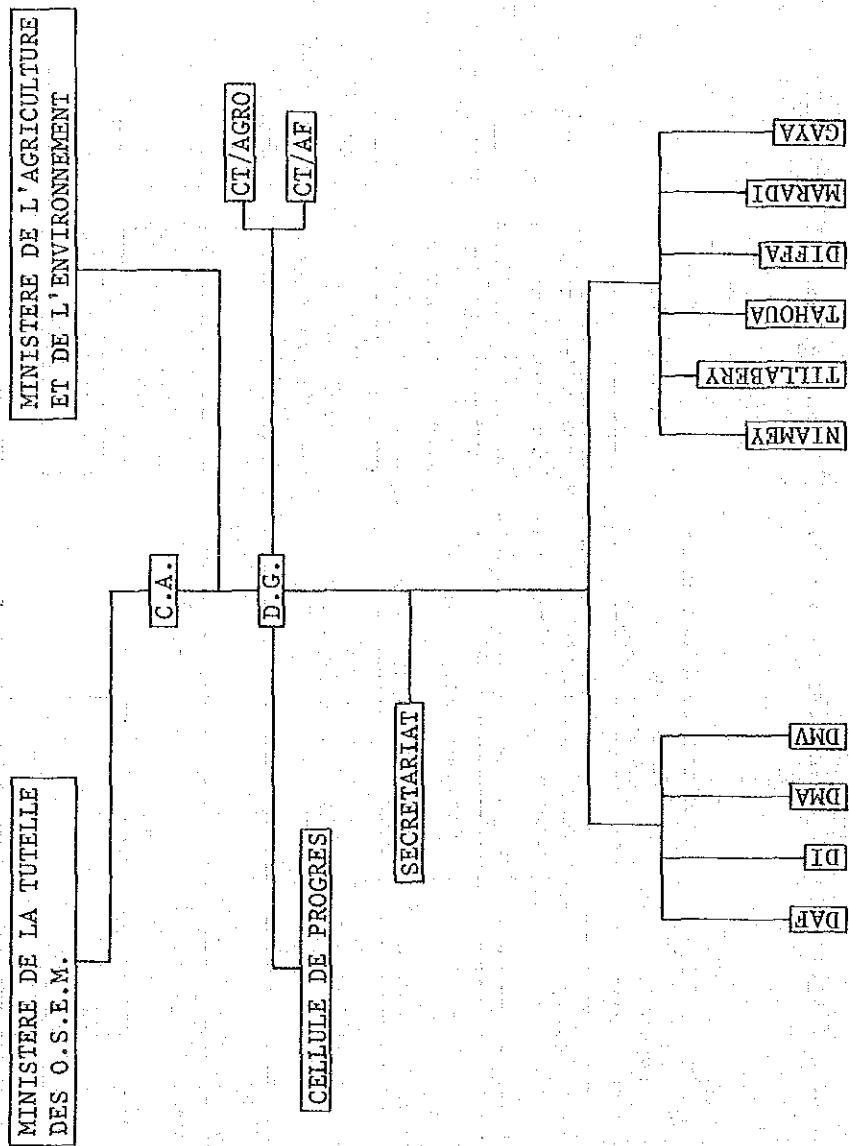 MINISTERE DE LA TUTELLE
DES O.S.E.M.
MINISTERE DE L'AGRICULTURE
ET DE L'ENVIRONNEMENT
C.A.
D.G.
CELLULE DE PROGRES
CT/AGRO
CT/AF
SECRETARIAT
DAF
DI
DMA
DMV
NIAMEY
TILLABERY
TAHOUA
DIFFA
MARADI
GAYA